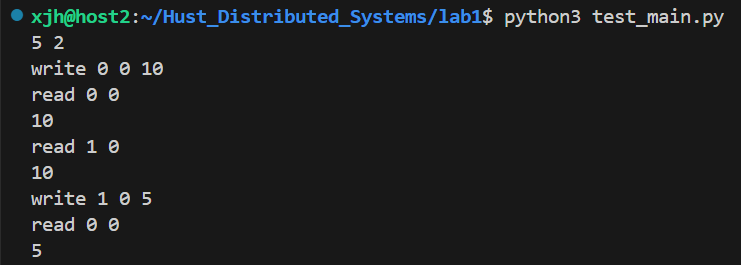 xjh@host2:~/Hust_Distributed_Systems/lab1$ python3 test_main.py
5 2
write 0 0 10
read 0 0
10
read 1 0
10
write 1 0 5
read 0 0
5